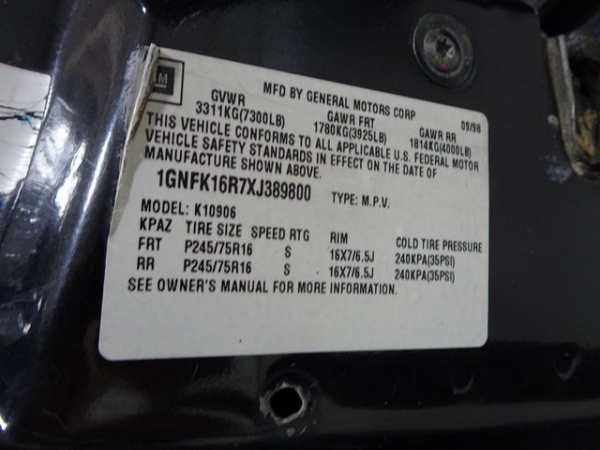 GM
MFD BY GENERAL MOTORS CORP 09/98
GVWR GAWR FRT GAWR RR
3311KG(7300LB) 1780KG(3925LB) 1814KG(4000LB)
THIS VEHICLE CONFORMS TO ALL APPLICABLE U.S. FEDERAL MOTOR
VEHICLE SAFETY STANDARDS IN EFFECT ON THE DATE OF
MANUFACTURE SHOWN ABOVE.
1GNFK16R7XJ389800 TYPE: M.P.V.
MODEL: K10906
KPAZ TIRE SIZE SPEED RTG RIM COLD TIRE PRESSURE
FRT P245/75R16 S 16X7/6.5J 240KPA(35PSI)
RR P245/75R16 S 16X7/6.5J 240KPA(35PSI)
SEE OWNER'S MANUAL FOR MORE INFORMATION.